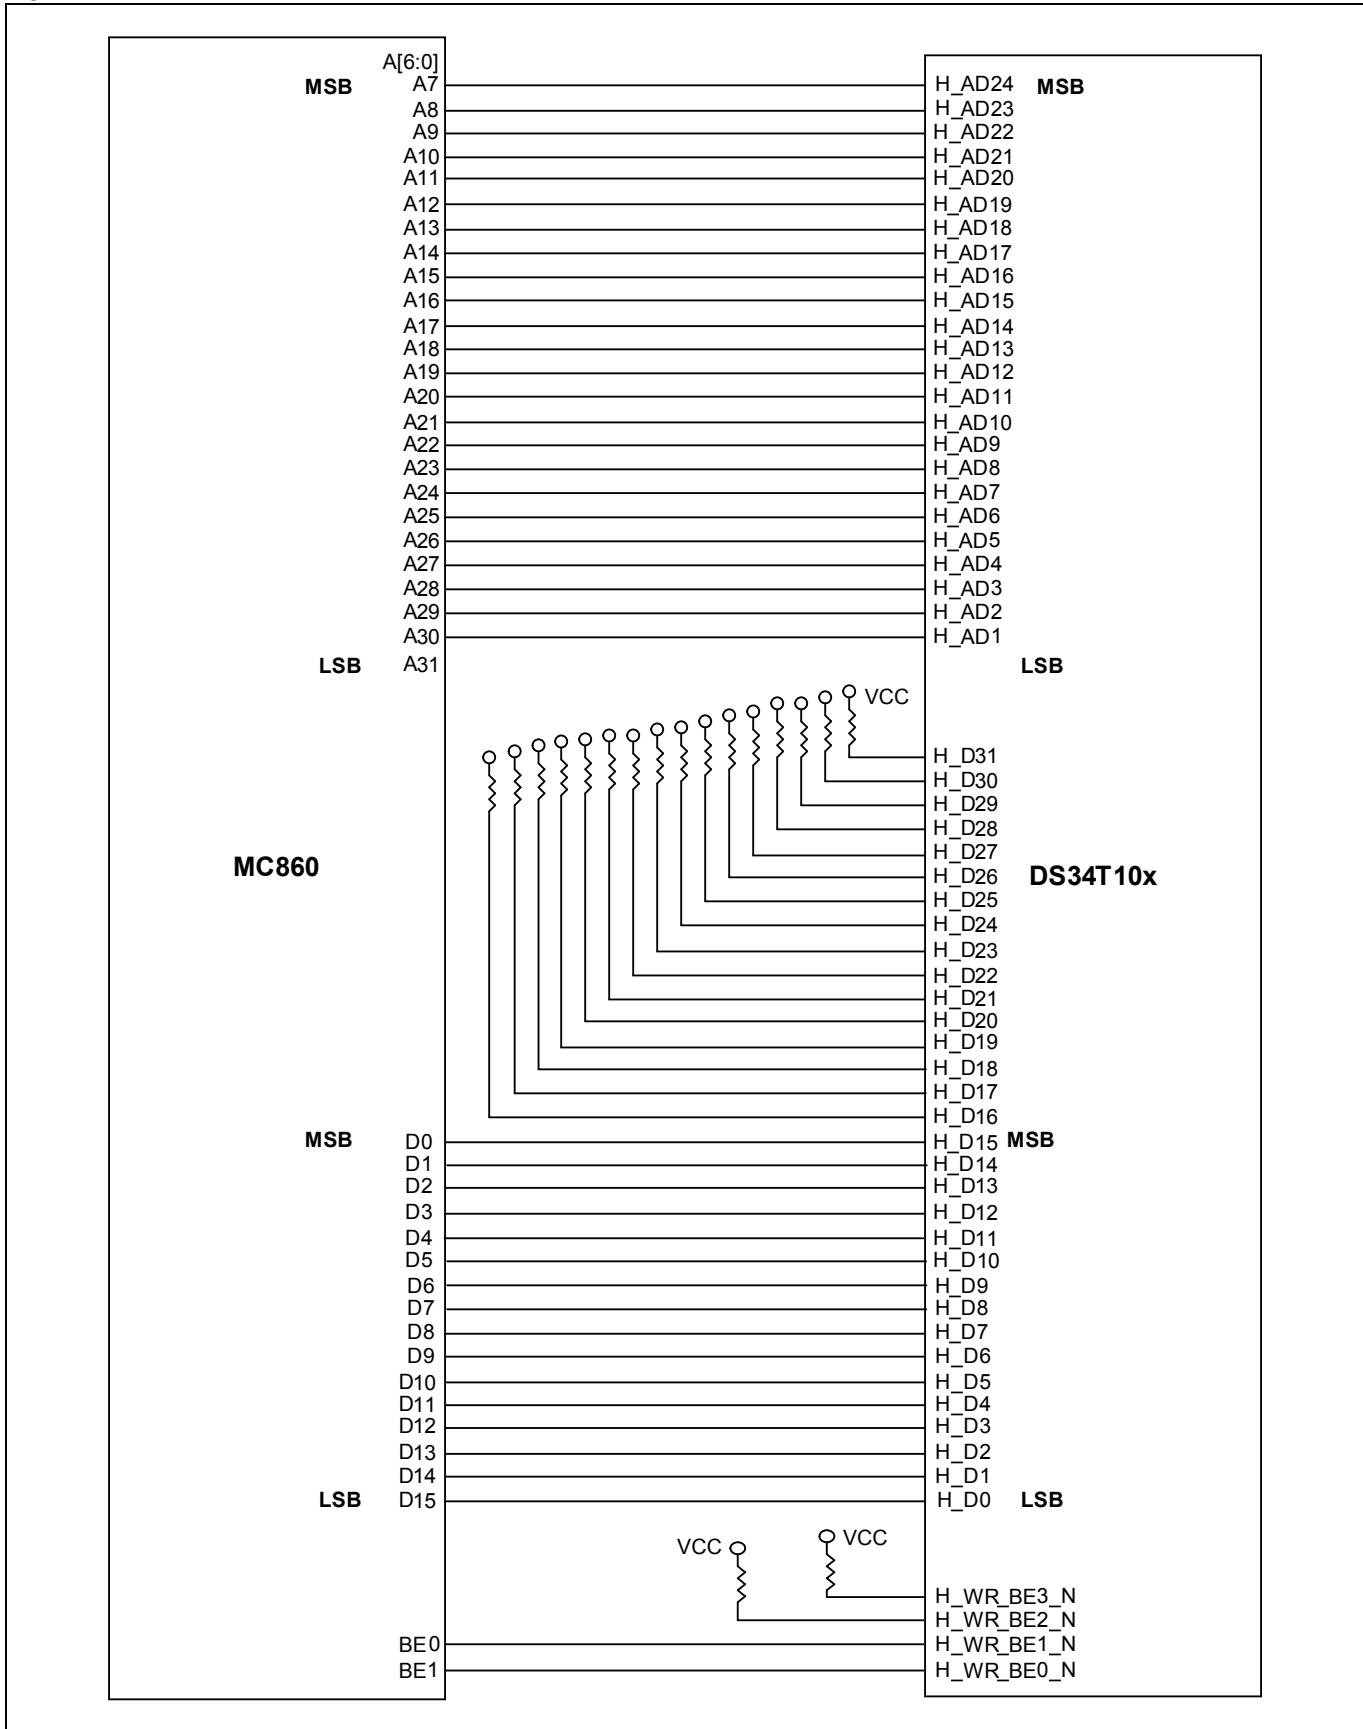 A[6:0]
MSB A7 H_AD24 MSB
A8 H_AD23
A9 H_AD22
A10 H_AD21
A11 H_AD20
A12 H_AD19
A13 H_AD18
A14 H_AD17
A15 H_AD16
A16 H_AD15
A17 H_AD14
A18 H_AD13
A19 H_AD12
A20 H_AD11
A21 H_AD10
A22 H_AD9
A23 H_AD8
A24 H_AD7
A25 H_AD6
A26 H_AD5
A27 H_AD4
A28 H_AD3
A29 H_AD2
A30 H_AD1
LSB A31 LSB
VCC
H_D31
H_D30
H_D29
H_D28
H_D27
MC860 H_D26 DS34T10x
H_D25
H_D24
H_D23
H_D22
H_D21
H_D20
H_D19
H_D18
H_D17
H_D16
MSB D0 H_D15 MSB
D1 H_D14
D2 H_D13
D3 H_D12
D4 H_D11
D5 H_D10
D6 H_D9
D7 H_D8
D8 H_D7
D9 H_D6
D10 H_D5
D11 H_D4
D12 H_D3
D13 H_D2
D14 H_D1
LSB D15 H_D0 LSB
VCC VCC
H_WR_BE3_N
H_WR_BE2_N
BE0 H_WR_BE1_N
BE1 H_WR_BE0_N